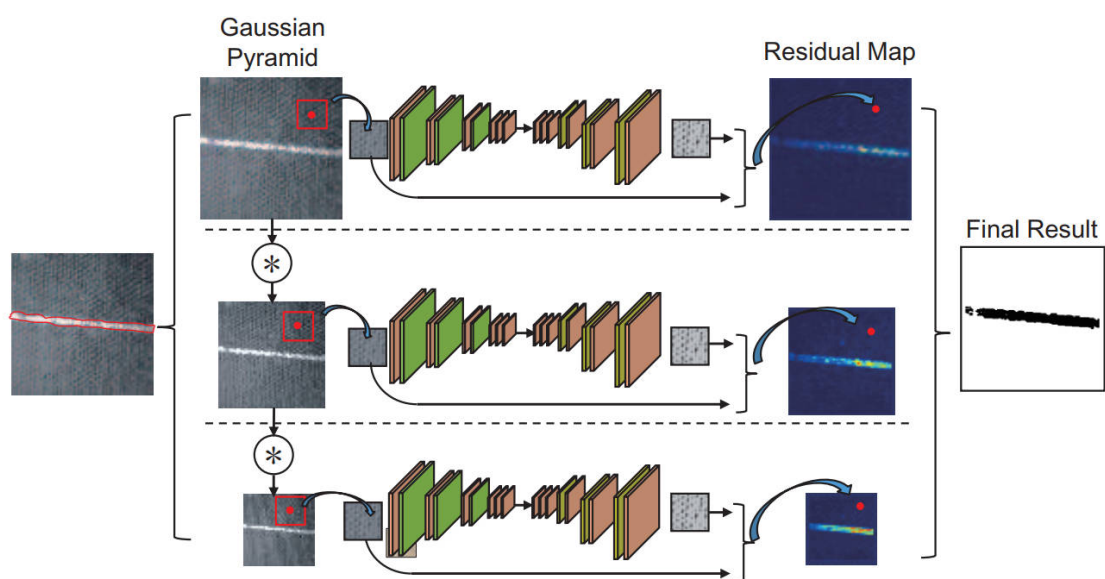 Gaussian
Pyramid
Residual Map
Final Result
*
*